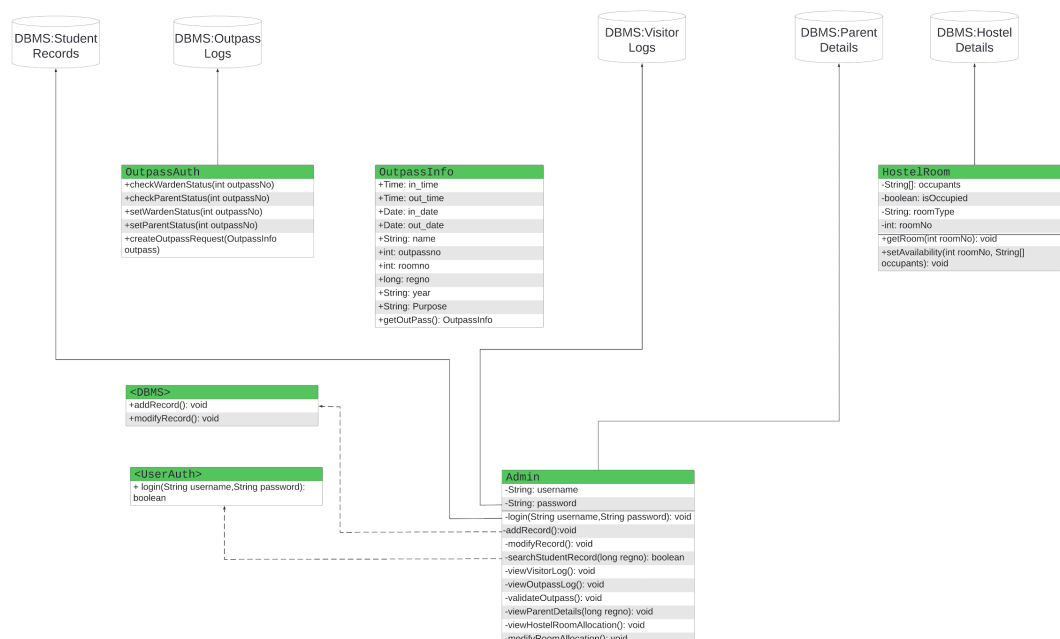 DBMS:Student
Records
DBMS:Outpass
Logs
DBMS:Visitor
Logs
DBMS:Parent
Details
DBMS:Hostel
Details
OutpassAuth
+checkWardenStatus(int outpassNo)
+checkParentStatus(int outpassNo)
+setWardenStatus(int outpassNo)
+setParentStatus(int outpassNo)
+createOutpassRequest(OutpassInfo
outpass)
OutpassInfo
+Time: in_time
+Time: out_time
+Date: in_date
+Date: out_date
+String: name
+int: outpassno
+int: roomno
+long: regno
+String: year
+String: Purpose
+getOutPass(): OutpassInfo
HostelRoom
-String[]: occupants
-boolean: isOccupied
-String: roomType
-int: roomNo
+getRoom(int roomNo): void
+setAvailability(int roomNo, String[]
occupants): void
<DBMS>
+addRecord(): void
+modifyRecord(): void
<UserAuth>
+ login(String username,String password):
boolean
Admin
-String: username
-String: password
-login(String username,String password): void
-addRecord():void
-modifyRecord(): void
-searchStudentRecord(long regno): boolean
-viewVisitorLog(): void
-viewOutpassLog(): void
-validateOutpass(): void
-viewParentDetails(long regno): void
-viewHostelRoomAllocation(): void
-modifyRoomAllocation(): void